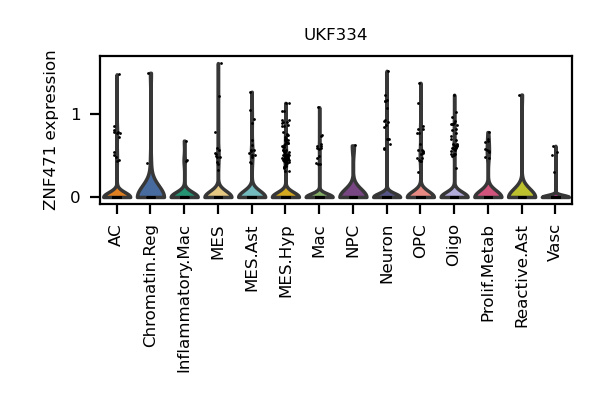 UKF334
ZNF471 expression
1
0
AC
Chromatin.Reg
Inflammatory.Mac
MES
MES.Ast
MES.Hyp
Mac
NPC
Neuron
OPC
Oligo
Prolif.Metab
Reactive.Ast
Vasc